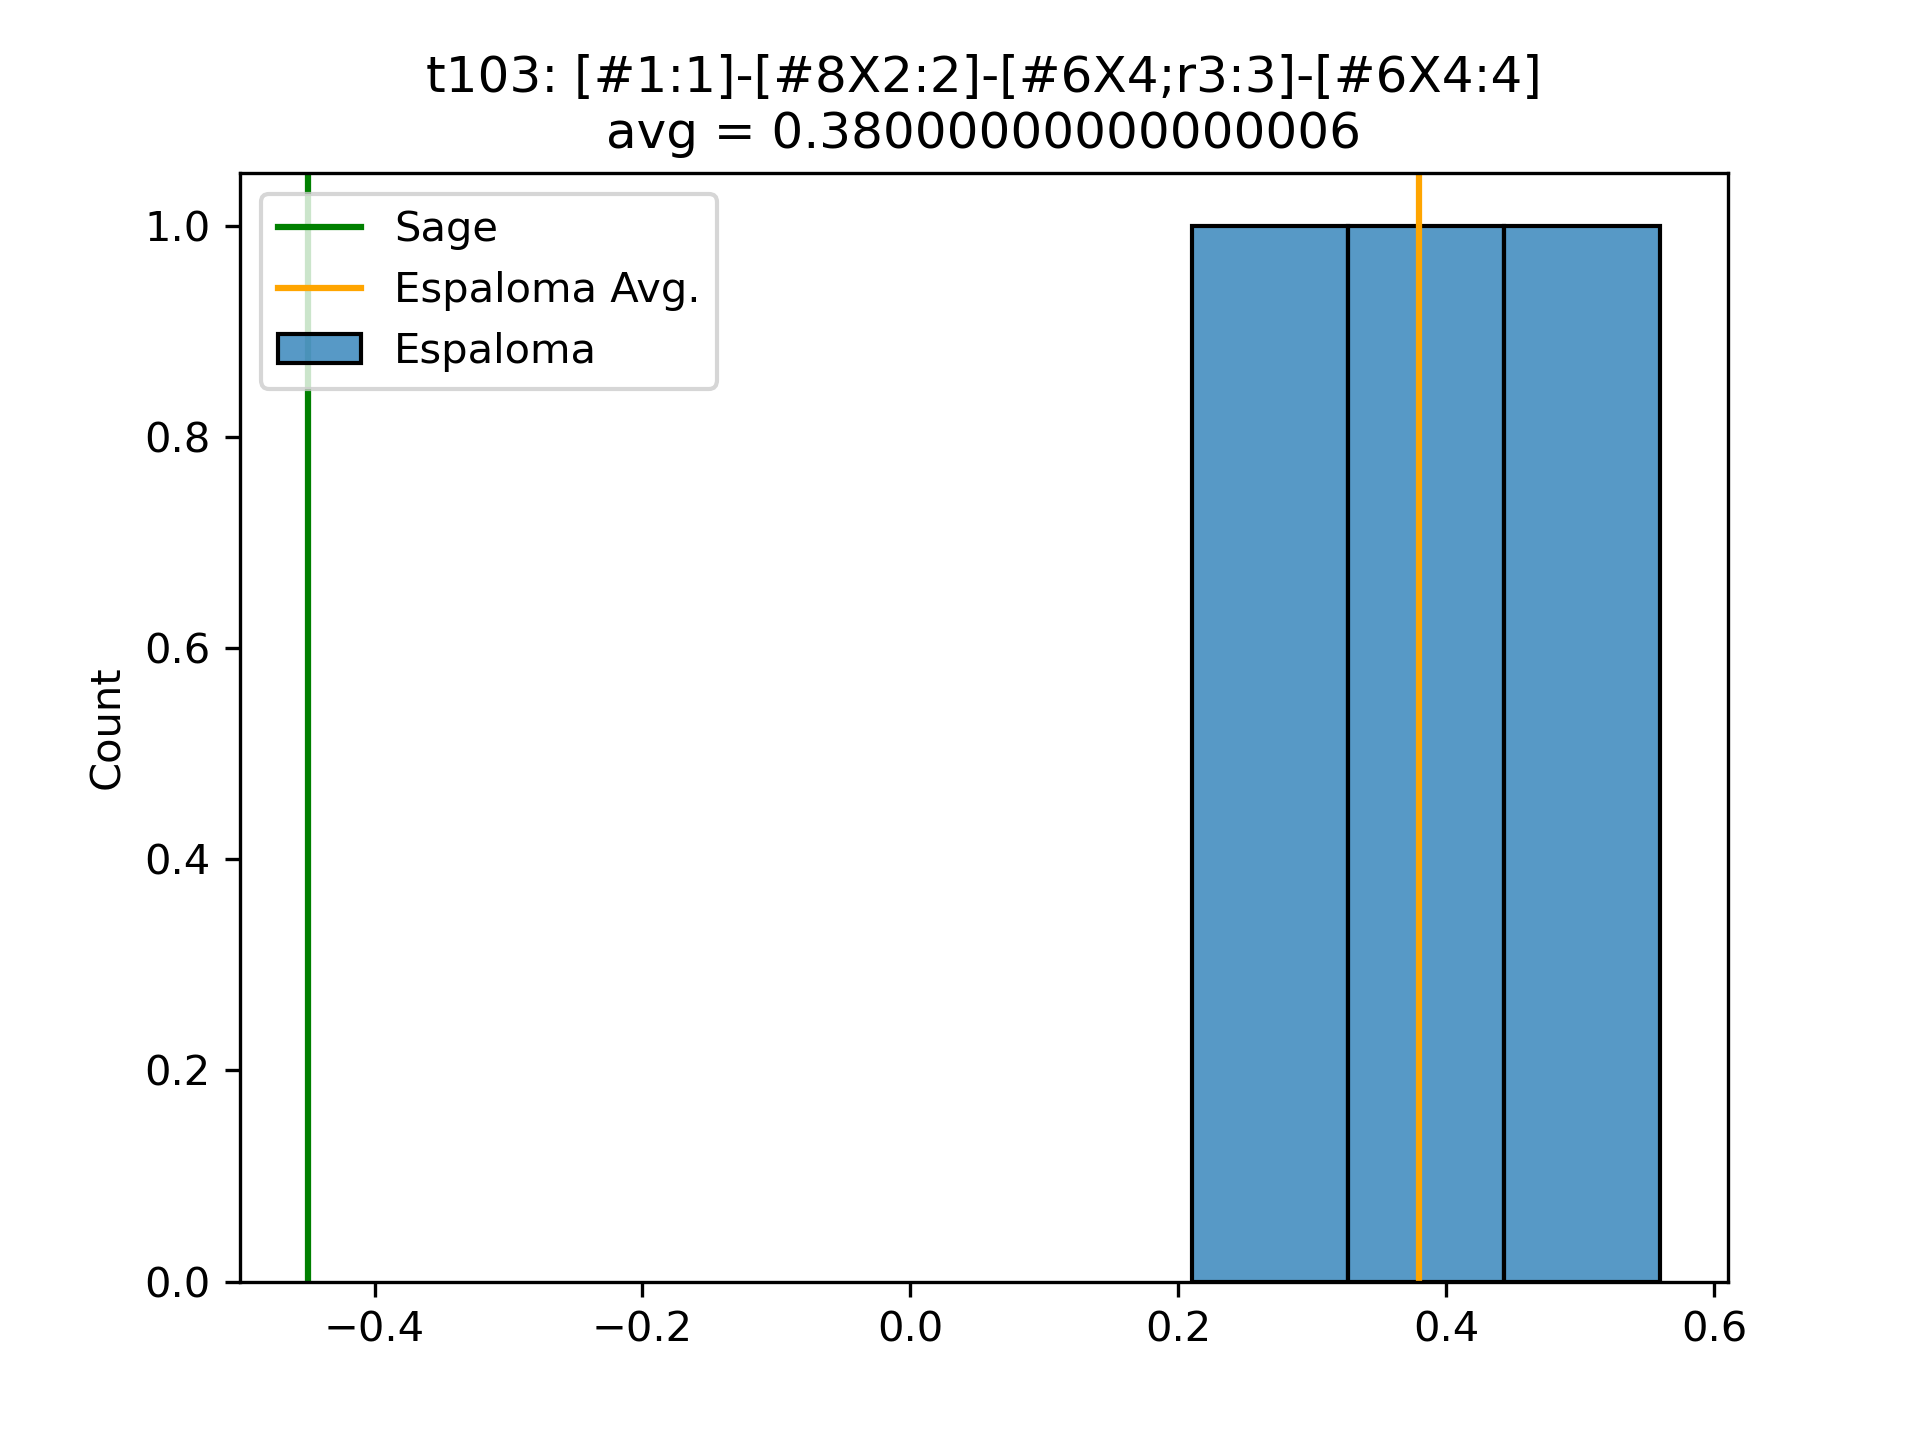 t103: [#1:1]-[#8X2:2]-[#6X4;r3:3]-[#6X4:4]
avg = 0.38000000000000006
Sage
Espaloma Avg.
Espaloma
1.0
0.8
0.6
0.4
0.2
0.0
Count
−0.4 −0.2 0.0 0.2 0.4 0.6